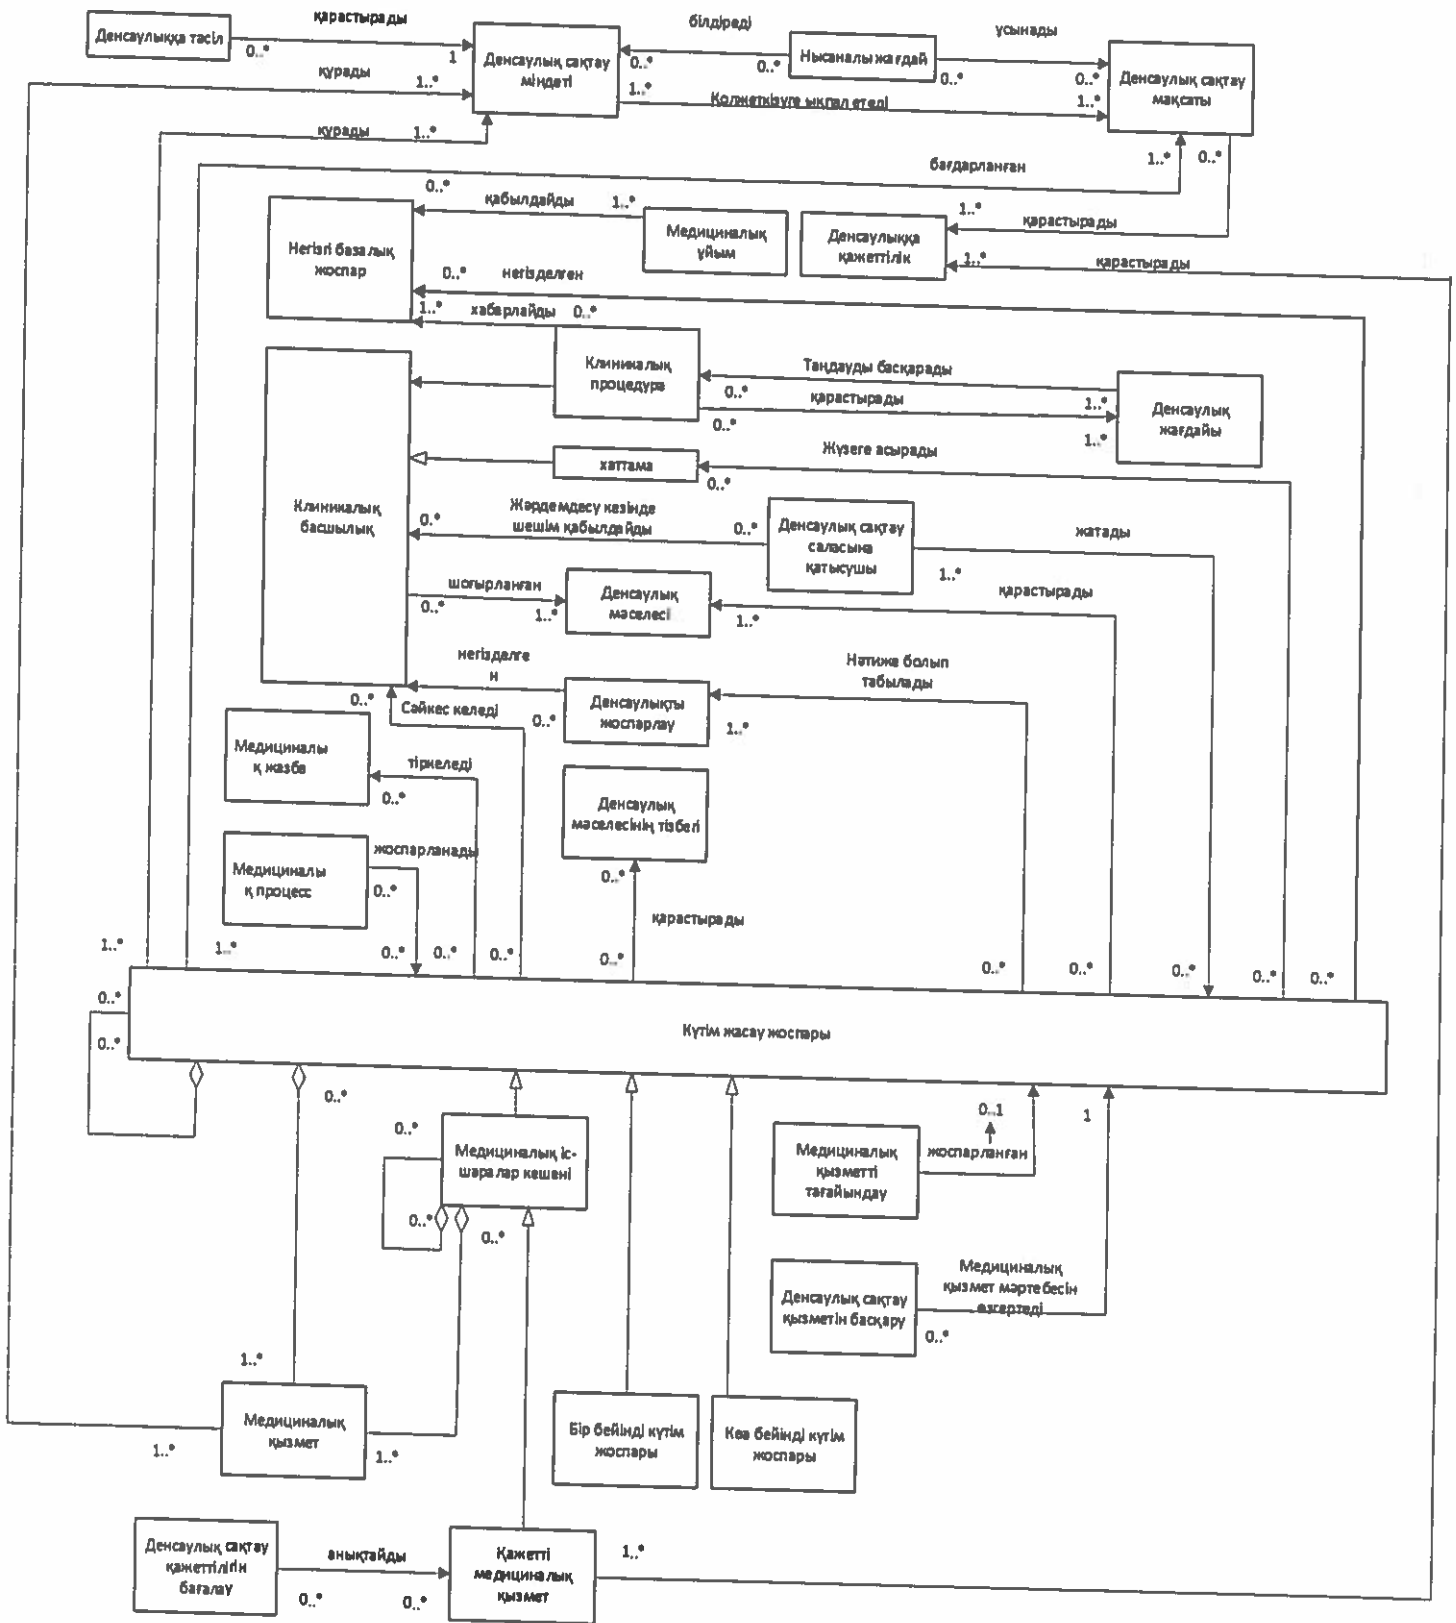 қарастырады
білдіреді
ұсынады
Денсаулыққа тәсіл
0..*
1
Денсаулық сақтау
міндеті
0..*
0..*
Нысаналы жағдай
0..*
0..*
Денсаулық сақтау
мақсаты
құрады
1..*
1..*
Қолжеткізуге ықпал етеді
1..*
құрады
1..*
бағдарланған
1..*
0..*
0..*
қабылдайды
1..*
1..*
қарастырады
Негізгі базалық
жоспар
Медициналық
ұйым
Денсаулыққа
қажеттілік
1..*
қарастырады
0..*
негізделген
1..*
хабарлайды
0..*
Клиникалық
процедура
Таңдауды басқарады
0..*
1..*
қарастырады
0..*
1..*
Денсаулық
жағдайы
хаттама
Жүзеге асырады
0..*
Клиникалық
басшылық
0.*
Жәрдемдесу кезінде
шешім қабылдайды
0..*
Денсаулық сақтау
саласына
қатысушы
жатады
1..*
шоғырланған
0..*
1..*
Денсаулық
мәселесі
1..*
қарастырады
негізделге
н
0..*
Денсаулықты
жоспарлау
Нәтиже болып
табылады
1..*
0..*
Сәйкес келеді
Медициналы
қ жазба
тіркеледі
0..*
Денсаулық
мәселесінің тізбегі
0..*
Медициналы
қ процесс
жоспарланады
0..*
қарастырады
1..*
1..*
0..*
0..*
0..*
0..*
0..*
0..*
0..*
0..*
0..*
0..*
0..*
Күтім жасау жоспары
0..*
0..*
Медициналық іс-
шаралар кешені
0..*
0..*
0..1
1
Медициналық
қызметті
тағайындау
жоспарланған
Денсаулық сақтау
қызметін басқару
Медициналық
қызмет мәртебесін
өзгертеді
0..*
1..*
Медициналық
қызмет
1..*
1..*
Бір бейінді күтім
жоспары
Көп бейінді күтім
жоспары
Денсаулық сақтау
қажеттілігін
бағалау
анықтайды
0..*
0..*
Қажетті
медициналық
қызмет
1..*